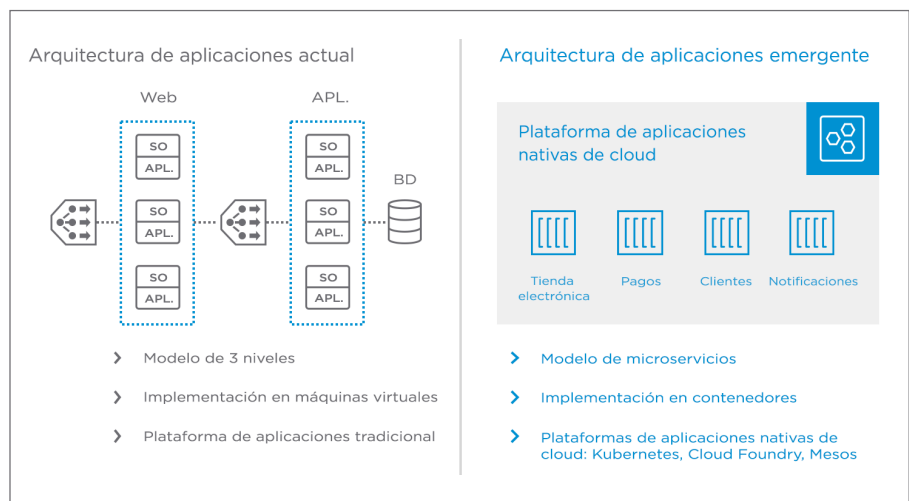 Arquitectura de aplicaciones actual
Web
APL.
SO
APL.
SO
APL.
SO
APL.
SO
APL.
SO
APL.
SO
APL.
BD
Modelo de 3 niveles
Implementación en máquinas virtuales
Plataforma de aplicaciones tradicional
Arquitectura de aplicaciones emergente
Plataforma de aplicaciones
nativas de cloud
Tienda
electrónica
Pagos
Clientes
Notificaciones
Modelo de microservicios
Implementación en contenedores
Plataformas de aplicaciones nativas de
cloud: Kubernetes, Cloud Foundry, Mesos